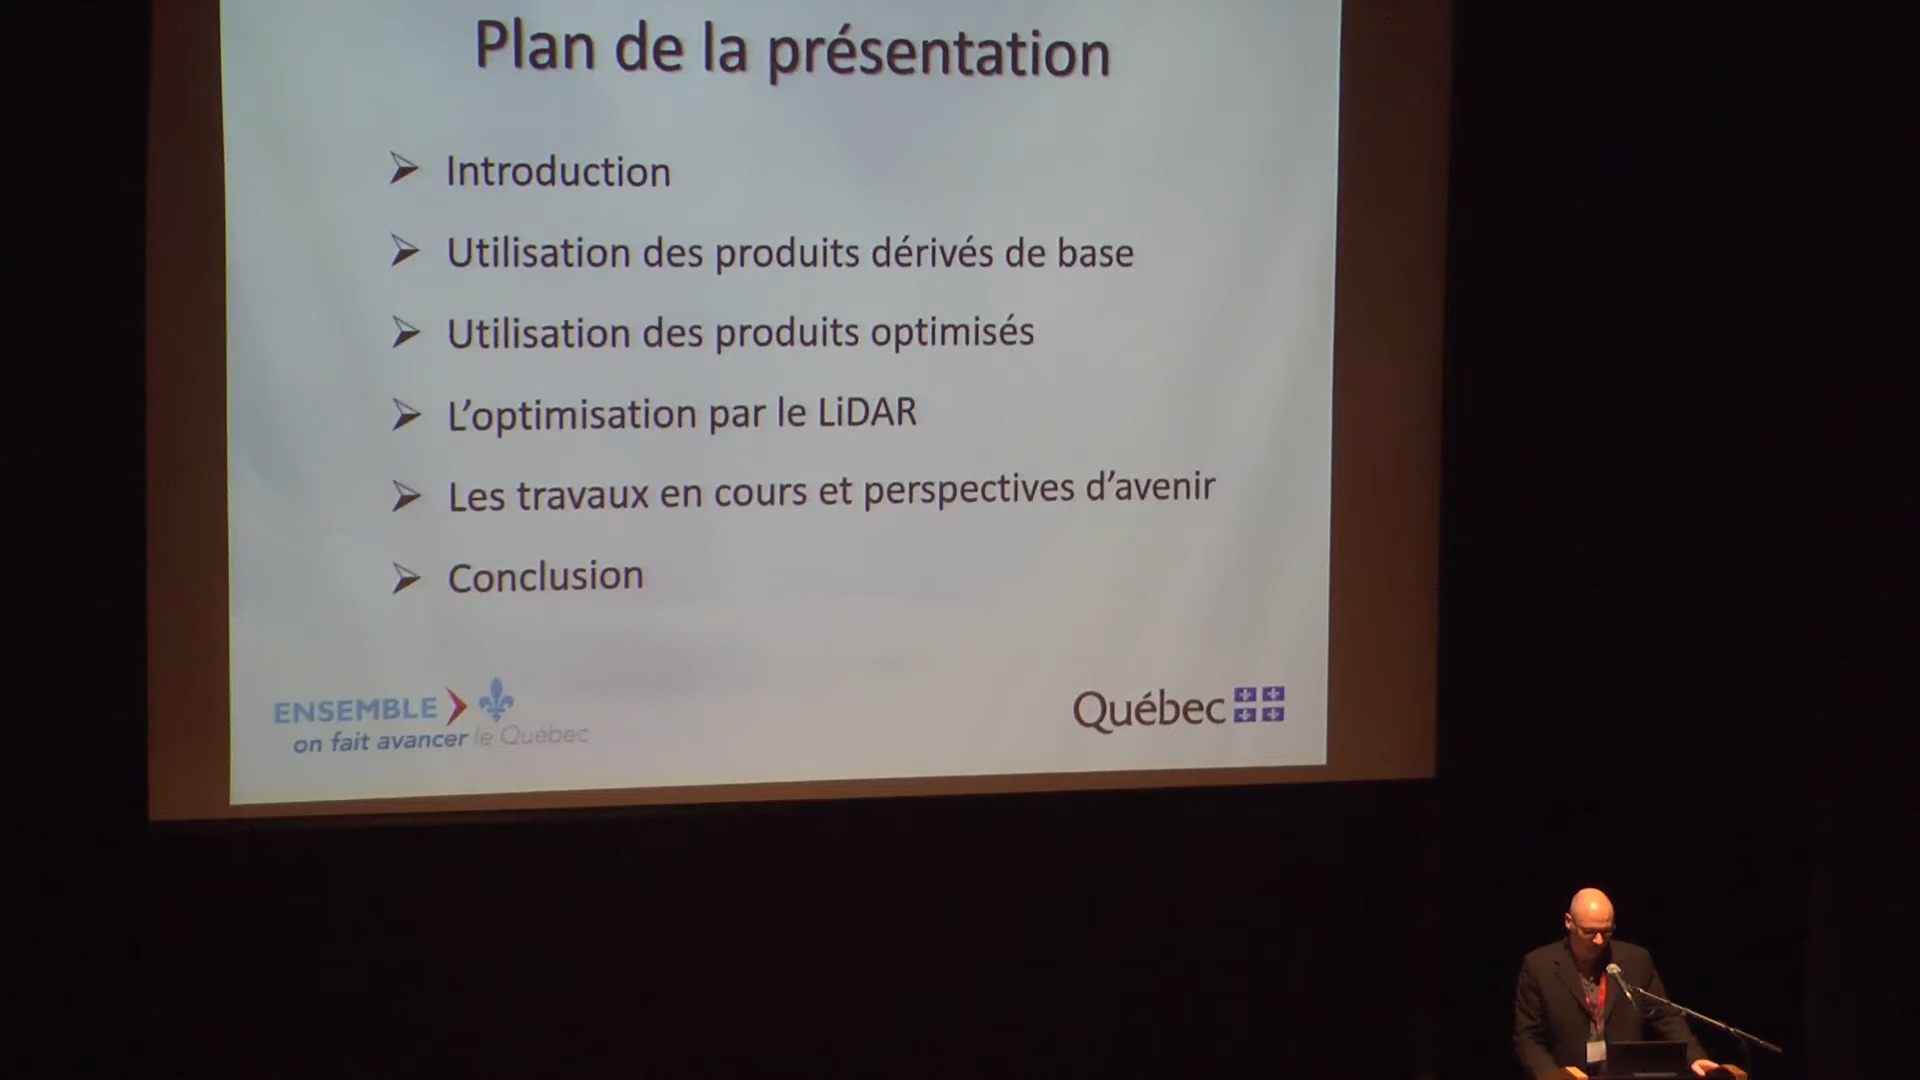 Plan de la présentation
Introduction
Utilisation des produits dérivés de base
Utilisation des produits optimisés
L'optimisation par le LiDAR
Les travaux en cours et perspectives d'avenir
Conclusion
ENSEMBLE
on fait avancer le Québec
Québec